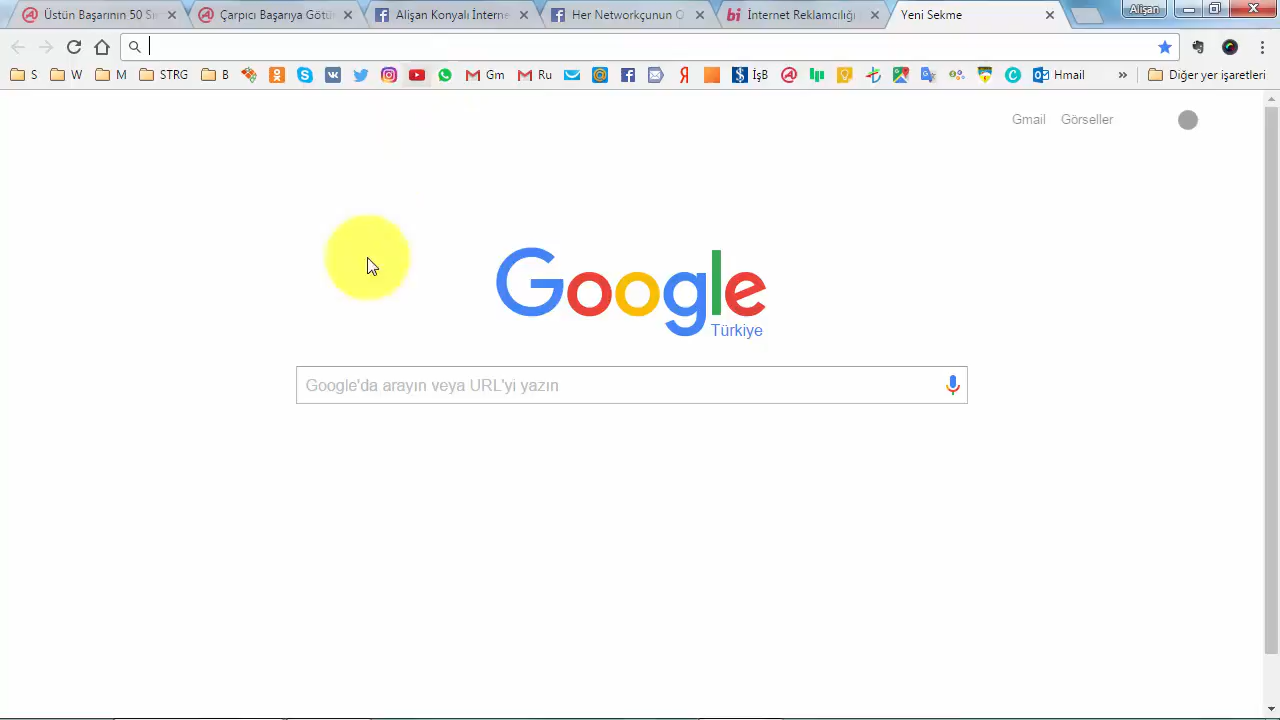 Üstün Başarının 50 Sır
Çarpıcı Başarıya Götü
Alişan Konyalı İnterne
Her Networkçunun O
İnternet Reklamcılığı
Yeni Sekme
Alişan
S
W
M
STRG
B
Gm
Ru
İşB
Hmail
»
Diğer yer işaretleri
Gmail
Görseller
Google
Türkiye
Google'da arayın veya URL'yi yazın